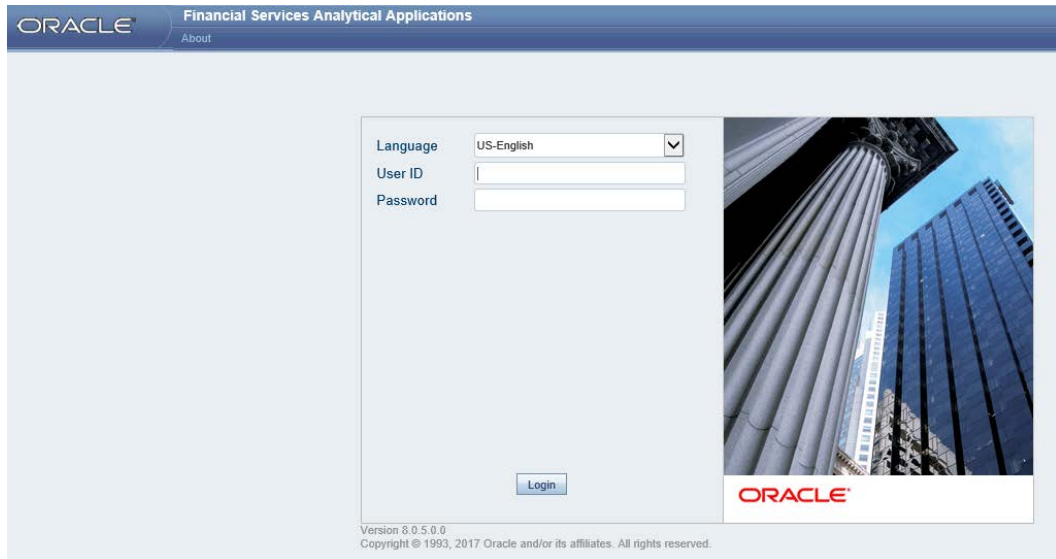 ORACLE®
Financial Services Analytical Applications
About
Language US-English
User ID
Password
Login
ORACLE®
Version 8.0.5.0.0
Copyright © 1993, 2017 Oracle and/or its affiliates. All rights reserved.